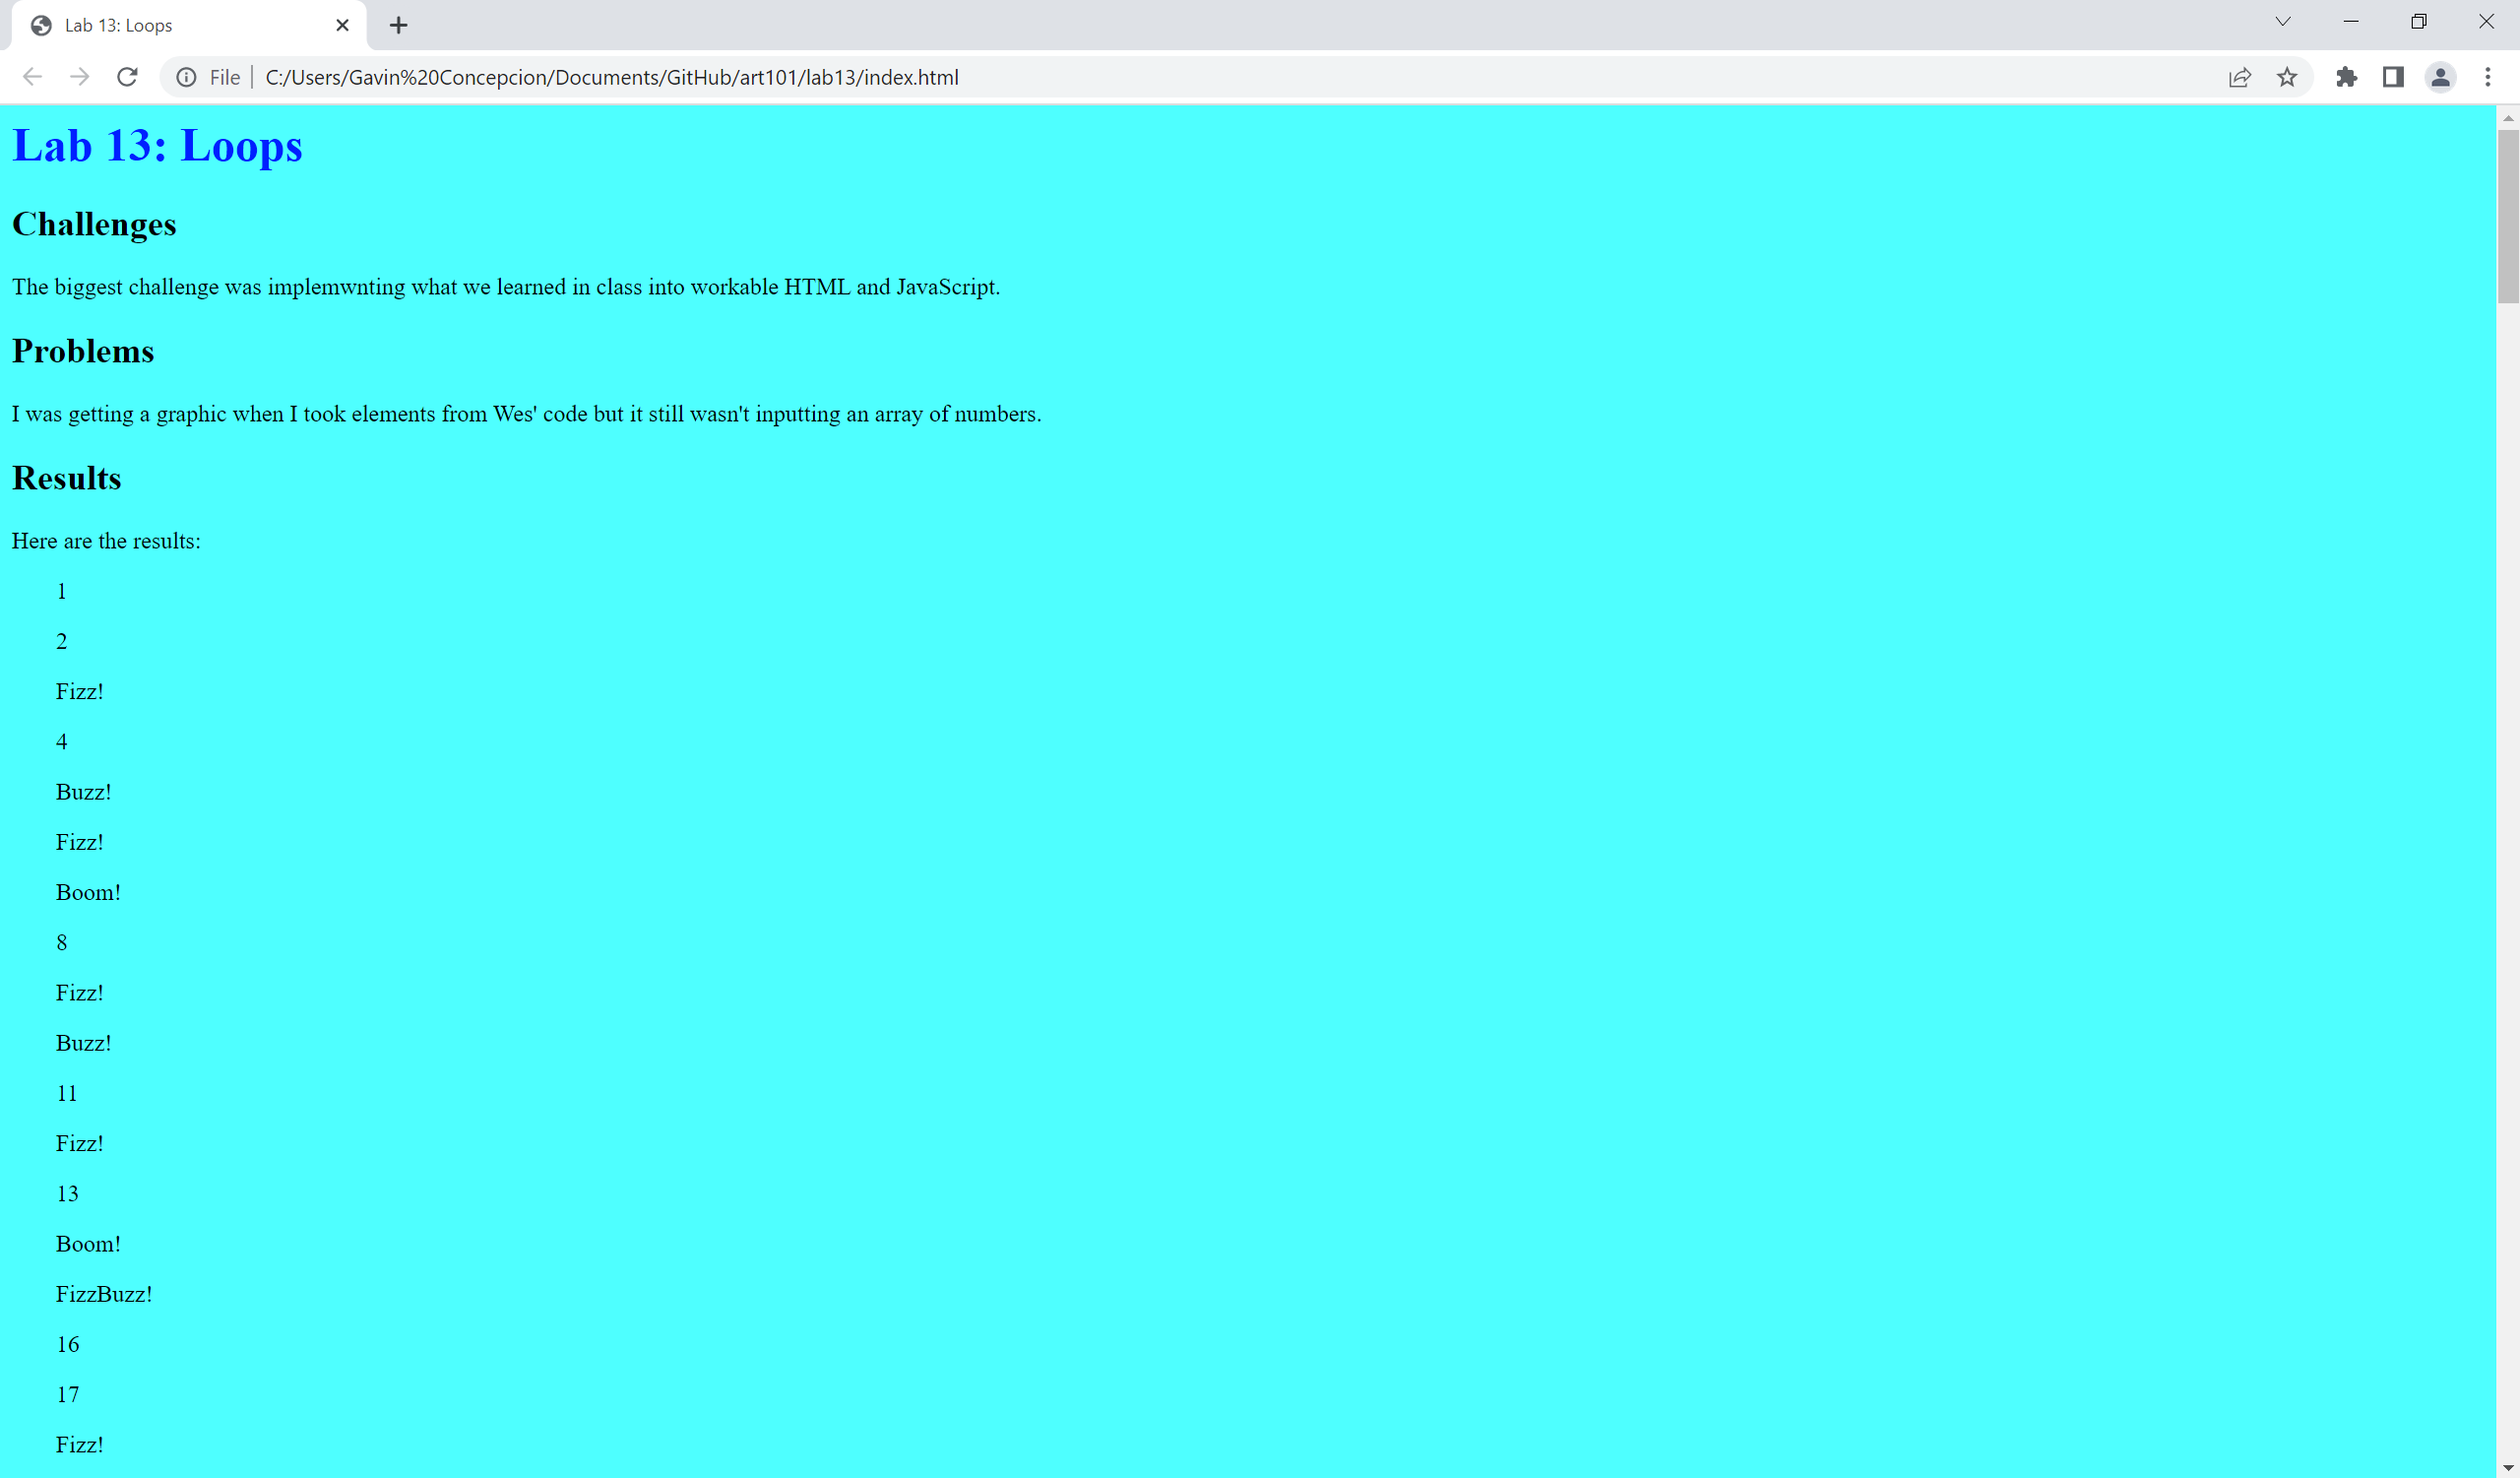 Lab 13: Loops
File C:/Users/Gavin%20Concepcion/Documents/GitHub/art101/lab13/index.html
Lab 13: Loops
Challenges
The biggest challenge was implemwnting what we learned in class into workable HTML and JavaScript.
Problems
I was getting a graphic when I took elements from Wes' code but it still wasn't inputting an array of numbers.
Results
Here are the results:
1
2
Fizz!
4
Buzz!
Fizz!
Boom!
8
Fizz!
Buzz!
11
Fizz!
13
Boom!
FizzBuzz!
16
17
Fizz!